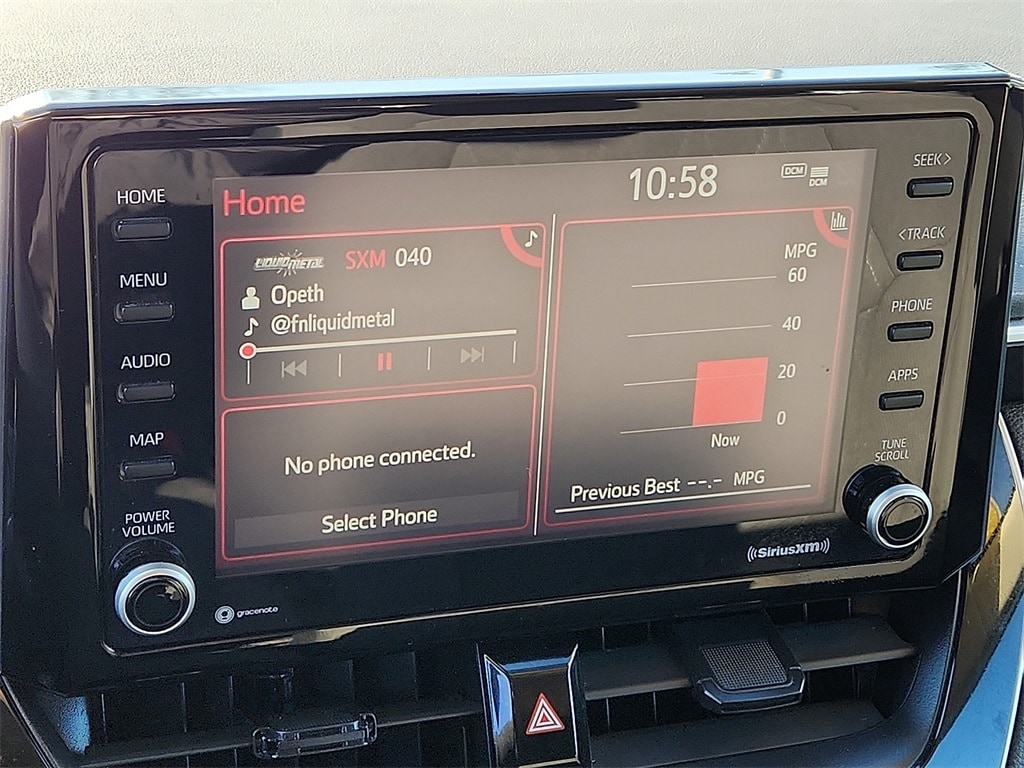 HOME
MENU
AUDIO
MAP
POWER
VOLUME
Home
10:58
DCM
DCM
LIQUID METAL SXM 040
Opeth
@fnliquidmetal
No phone connected.
Select Phone
MPG
60
40
20
0
Now
Previous Best --.- MPG
SEEK >
< TRACK
PHONE
APPS
TUNE
SCROLL
gracenote
((SiriusXM))